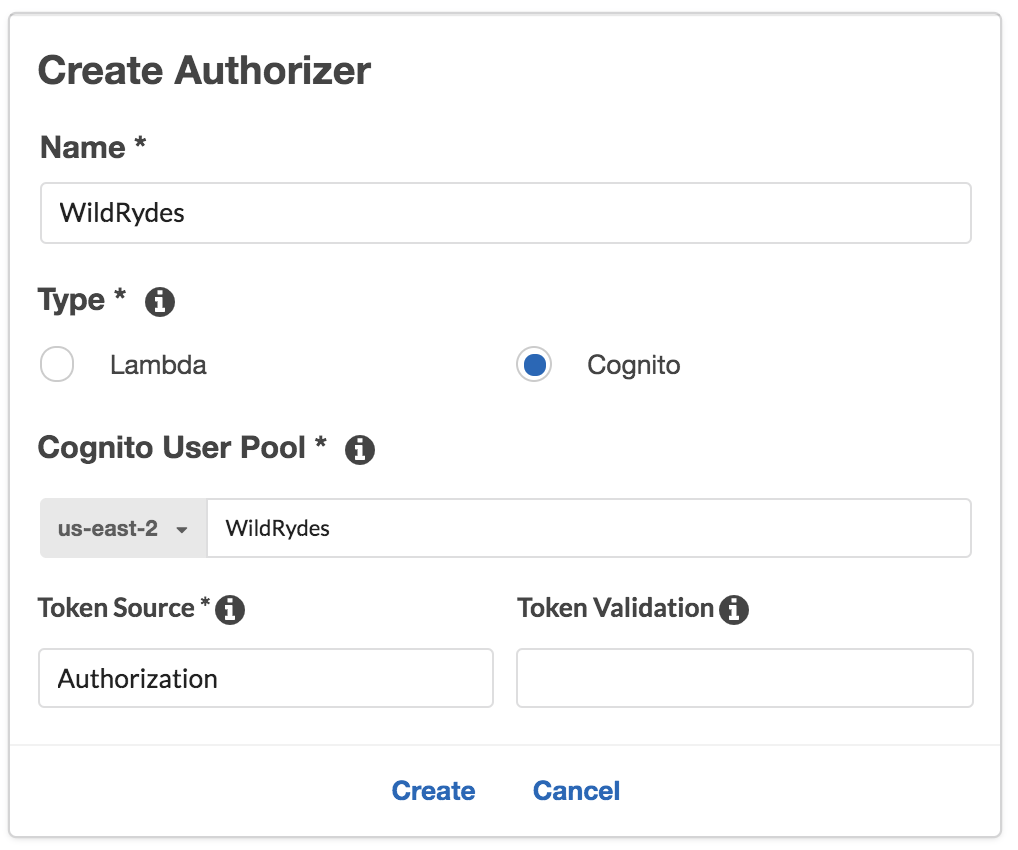 Create Authorizer
Name *
WildRydes
Type *
Lambda Cognito
Cognito User Pool *
us-east-2 WildRydes
Token Source * Token Validation
Authorization
Create Cancel